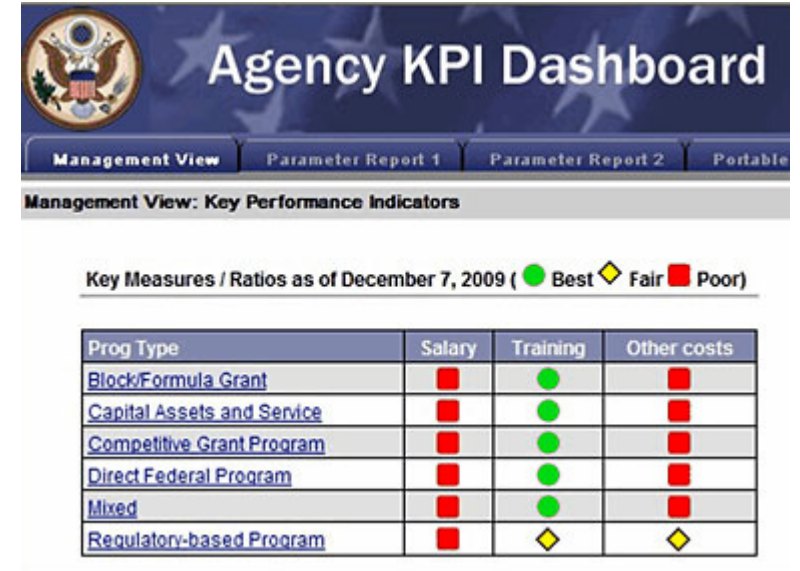 Agency KPI Dashboard
Management View Parameter Report 1 Parameter Report 2 Portable
Management View: Key Performance Indicators
Key Measures / Ratios as of December 7, 2009 ( Best Fair Poor)
Prog Type Salary Training Other costs
Block/Formula Grant
Capital Assets and Service
Competitive Grant Program
Direct Federal Program
Mixed
Regulatory-based Program